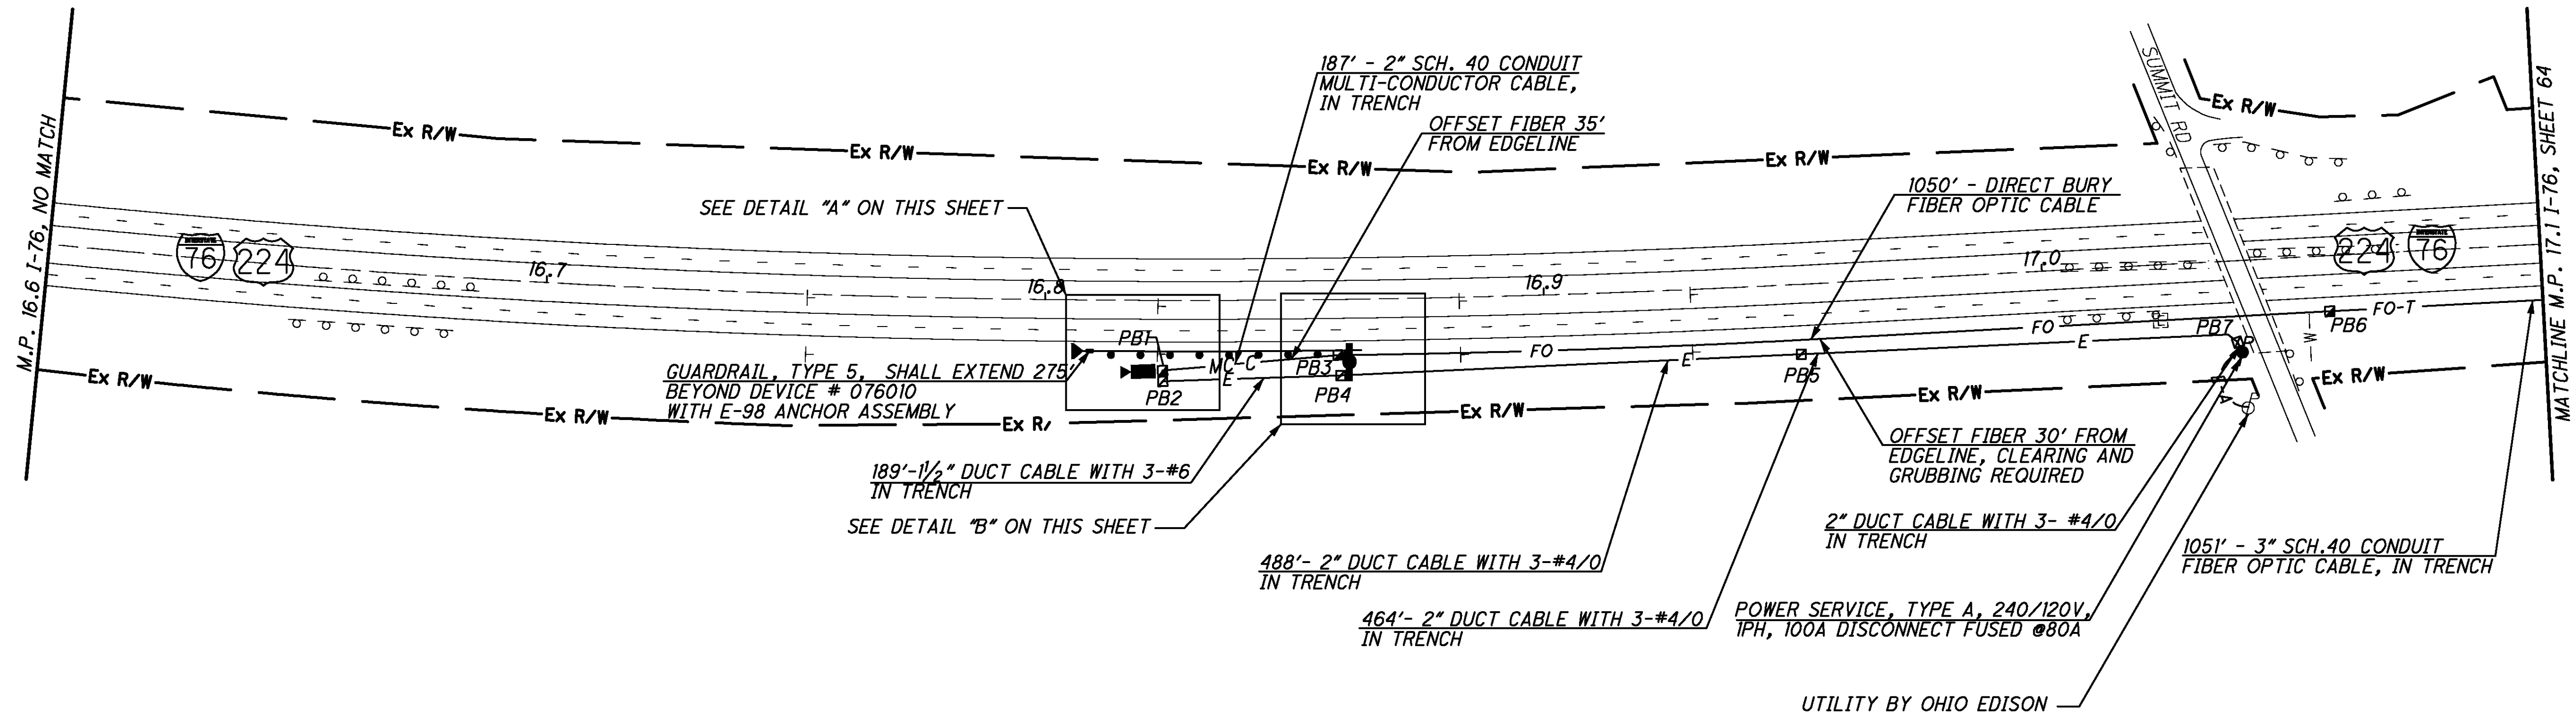 M.P. 16.6 I-76, NO MATCH
Ex R/W
Ex R/W
Ex R/W
Ex R/W
Ex R/W
187' - 2" SCH. 40 CONDUIT
MULTI-CONDUCTOR CABLE,
IN TRENCH
OFFSET FIBER 35'
FROM EDGELINE
SEE DETAIL "A" ON THIS SHEET
1050' - DIRECT BURY
FIBER OPTIC CABLE
SUMMIT RD
MATCHLINE M.P. 17.1 I-76, SHEET 64
INTERSTATE
76
224
16.7
16.8
16.9
17.0
224
INTERSTATE
76
PB1
MC-C
PB3
FO
FO
FO-T
PB7
PB6
W
P
E
E
E
PB2
PB4
PB5
A
GUARDRAIL, TYPE 5, SHALL EXTEND 275'
BEYOND DEVICE # 076010
WITH E-98 ANCHOR ASSEMBLY
Ex R/W
Ex R/W
Ex R/
Ex R/W
Ex R/W
Ex R/W
189'-1½" DUCT CABLE WITH 3-#6
IN TRENCH
SEE DETAIL "B" ON THIS SHEET
488'- 2" DUCT CABLE WITH 3-#4/0
IN TRENCH
464'- 2" DUCT CABLE WITH 3-#4/0
IN TRENCH
OFFSET FIBER 30' FROM
EDGELINE, CLEARING AND
GRUBBING REQUIRED
2" DUCT CABLE WITH 3- #4/0
IN TRENCH
POWER SERVICE, TYPE A, 240/120V,
1PH, 100A DISCONNECT FUSED @80A
1051' - 3" SCH.40 CONDUIT
FIBER OPTIC CABLE, IN TRENCH
UTILITY BY OHIO EDISON